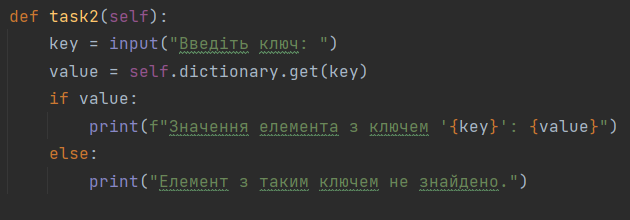 def task2(self):
    key = input("Введіть ключ: ")
    value = self.dictionary.get(key)
    if value:
        print(f"Значення елемента з ключем '{key}': {value}")
    else:
        print("Елемент з таким ключем не знайдено.")